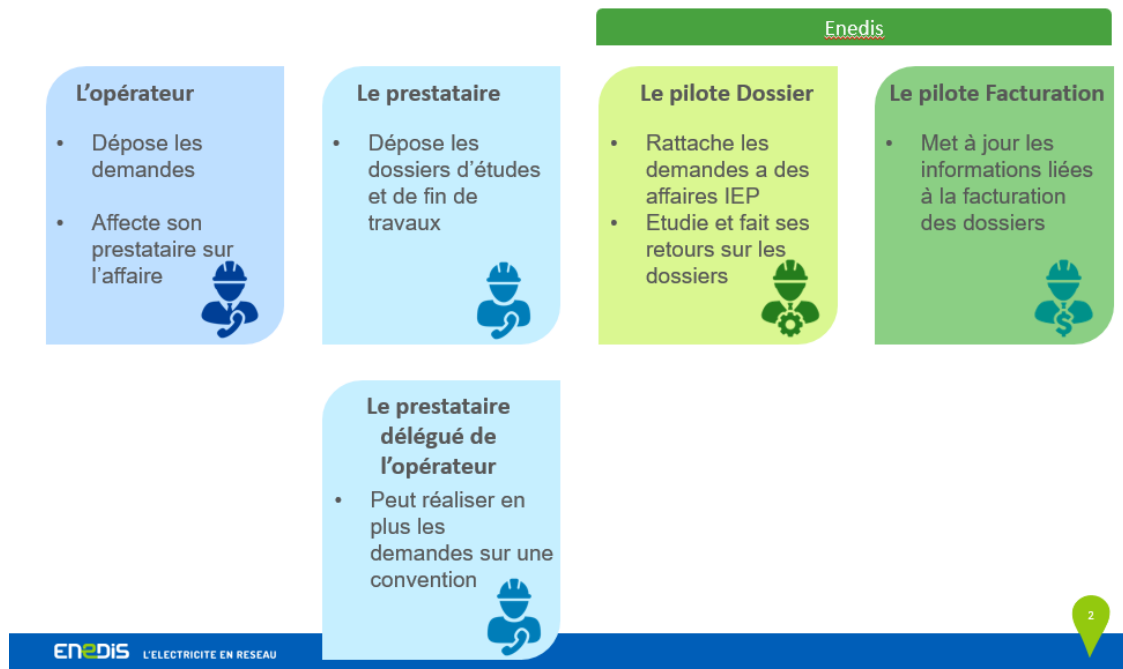 Enedis
L'opérateur
• Dépose les
demandes
• Affecte son
prestataire sur
l'affaire
Le prestataire
• Dépose les
dossiers d'études
et de fin de
travaux
Le pilote Dossier
• Rattache les
demandes a des
affaires IEP
• Etudie et fait ses
retours sur les
dossiers
Le pilote Facturation
• Met à jour les
informations liées
à la facturation
des dossiers
Le prestataire
délégué de
l'opérateur
• Peut réaliser en
plus les
demandes sur une
convention
2
ENEDIS L'ELECTRICITE EN RESEAU